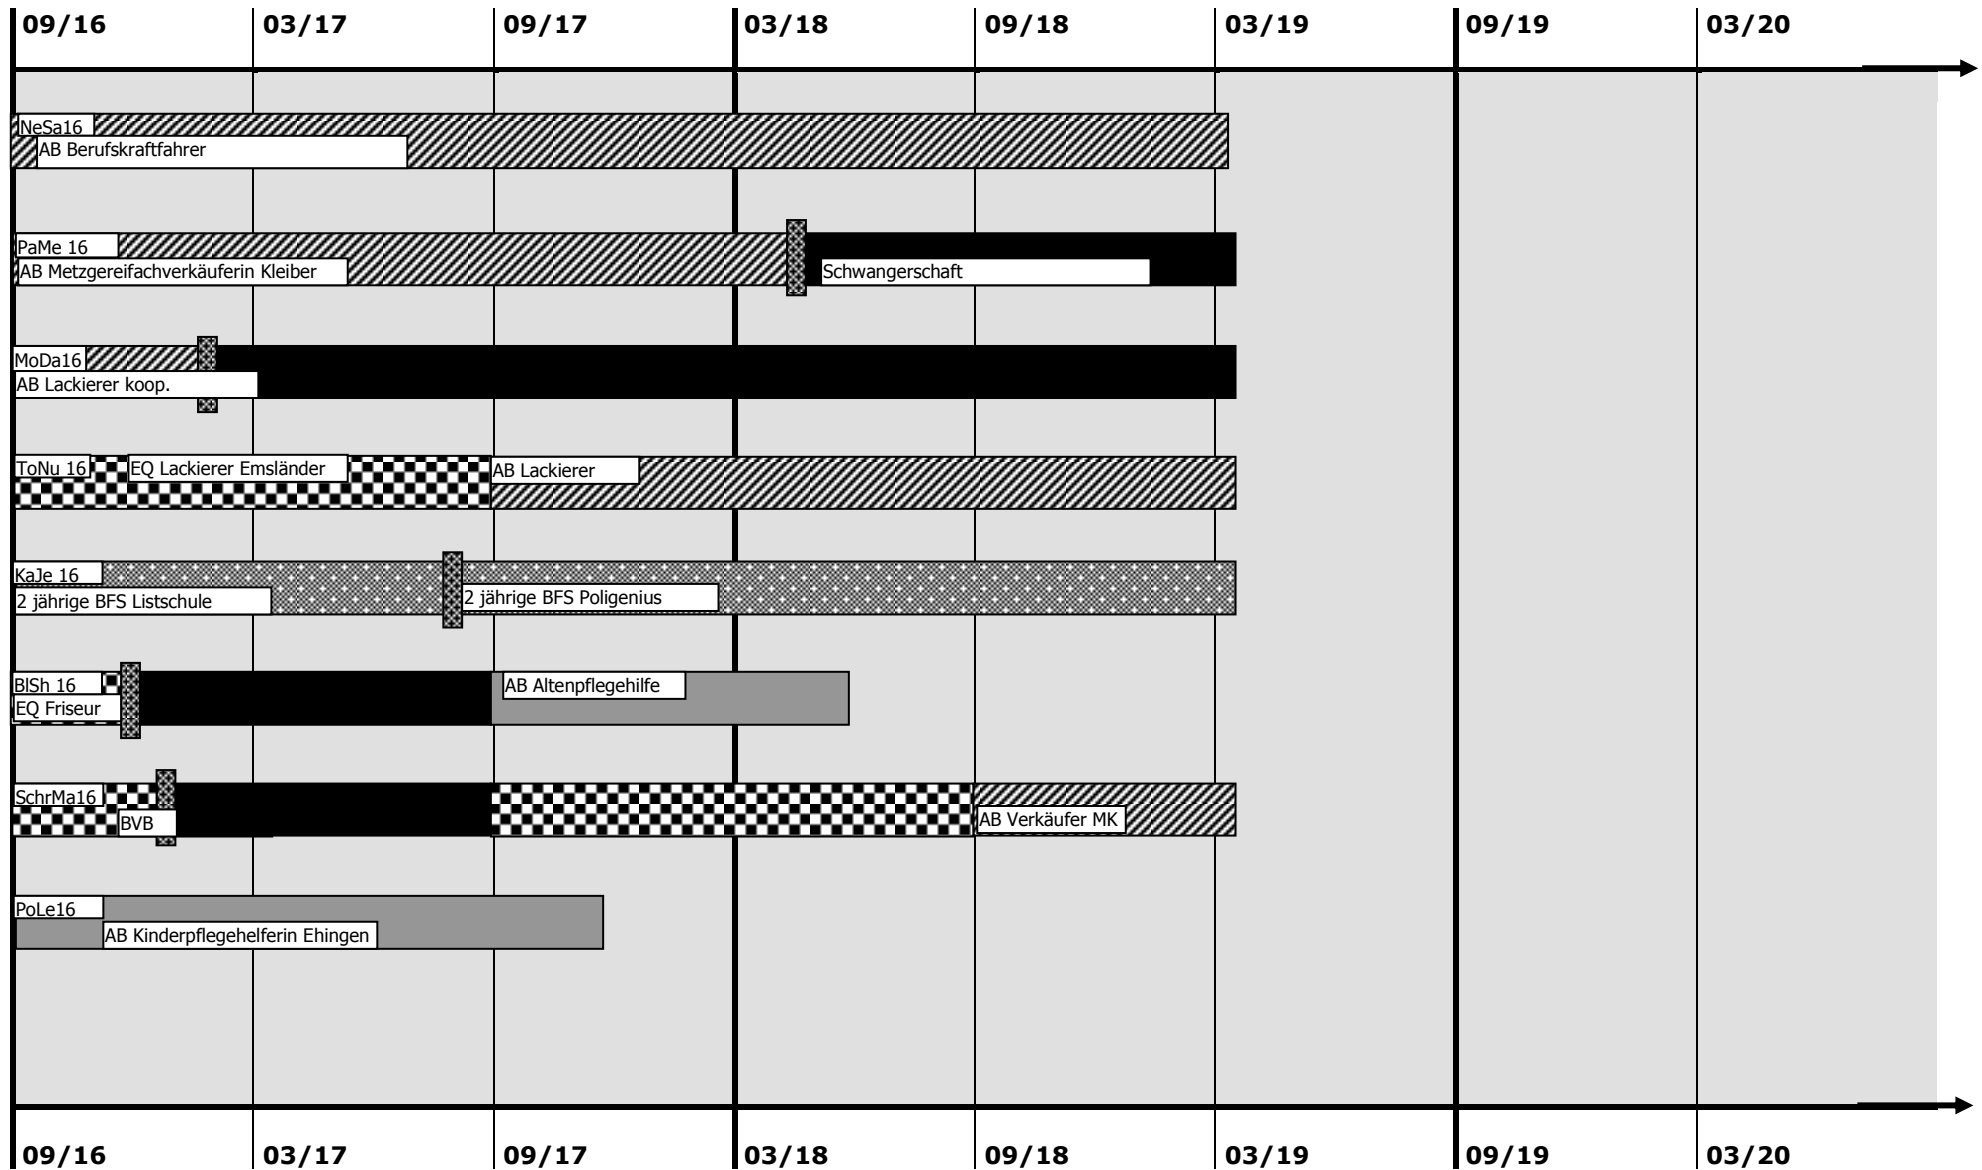 09/16 03/17 09/17 03/18 09/18 03/19 09/19 03/20
NeSa16
AB Berufskraftfahrer
PaMe 16
AB Metzgereifachverkäuferin Kleiber
Schwangerschaft
MoDa16
AB Lackierer koop.
ToNu 16
EQ Lackierer Emsländer
AB Lackierer
KaJe 16
2 jährige BFS Listschule
2 jährige BFS Poligenius
BlSh 16
EQ Friseur
AB Altenpflegehilfe
SchrMa16
BVB
AB Verkäufer MK
PoLe16
AB Kinderpflegehelferin Ehingen
09/16 03/17 09/17 03/18 09/18 03/19 09/19 03/20